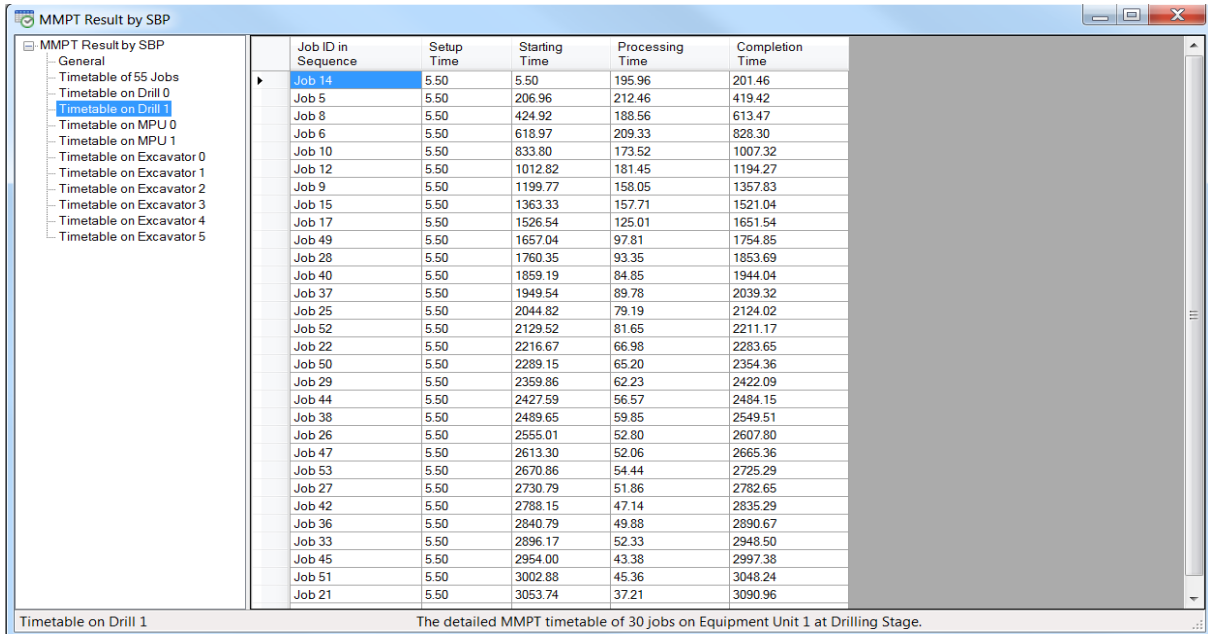 MMPT Result by SBP
MMPT Result by SBP
General
Timetable of 55 Jobs
Timetable on Drill 0
Timetable on Drill 1
Timetable on MPU 0
Timetable on MPU 1
Timetable on Excavator 0
Timetable on Excavator 1
Timetable on Excavator 2
Timetable on Excavator 3
Timetable on Excavator 4
Timetable on Excavator 5
Job ID in Setup Starting Processing Completion
Sequence Time Time Time Time
Job 14 5.50 5.50 195.96 201.46
Job 5 5.50 206.96 212.46 419.42
Job 8 5.50 424.92 188.56 613.47
Job 6 5.50 618.97 209.33 828.30
Job 10 5.50 833.80 173.52 1007.32
Job 12 5.50 1012.82 181.45 1194.27
Job 9 5.50 1199.77 158.05 1357.83
Job 15 5.50 1363.33 157.71 1521.04
Job 17 5.50 1526.54 125.01 1651.54
Job 49 5.50 1657.04 97.81 1754.85
Job 28 5.50 1760.35 93.35 1853.69
Job 40 5.50 1859.19 84.85 1944.04
Job 37 5.50 1949.54 89.78 2039.32
Job 25 5.50 2044.82 79.19 2124.02
Job 52 5.50 2129.52 81.65 2211.17
Job 22 5.50 2216.67 66.98 2283.65
Job 50 5.50 2289.15 65.20 2354.36
Job 29 5.50 2359.86 62.23 2422.09
Job 44 5.50 2427.59 56.57 2484.15
Job 38 5.50 2489.65 59.85 2549.51
Job 26 5.50 2555.01 52.80 2607.80
Job 47 5.50 2613.30 52.06 2665.36
Job 53 5.50 2670.86 54.44 2725.29
Job 27 5.50 2730.79 51.86 2782.65
Job 42 5.50 2788.15 47.14 2835.29
Job 36 5.50 2840.79 49.88 2890.67
Job 33 5.50 2896.17 52.33 2948.50
Job 45 5.50 2954.00 43.38 2997.38
Job 51 5.50 3002.88 45.36 3048.24
Job 21 5.50 3053.74 37.21 3090.96
Timetable on Drill 1 The detailed MMPT timetable of 30 jobs on Equipment Unit 1 at Drilling Stage.